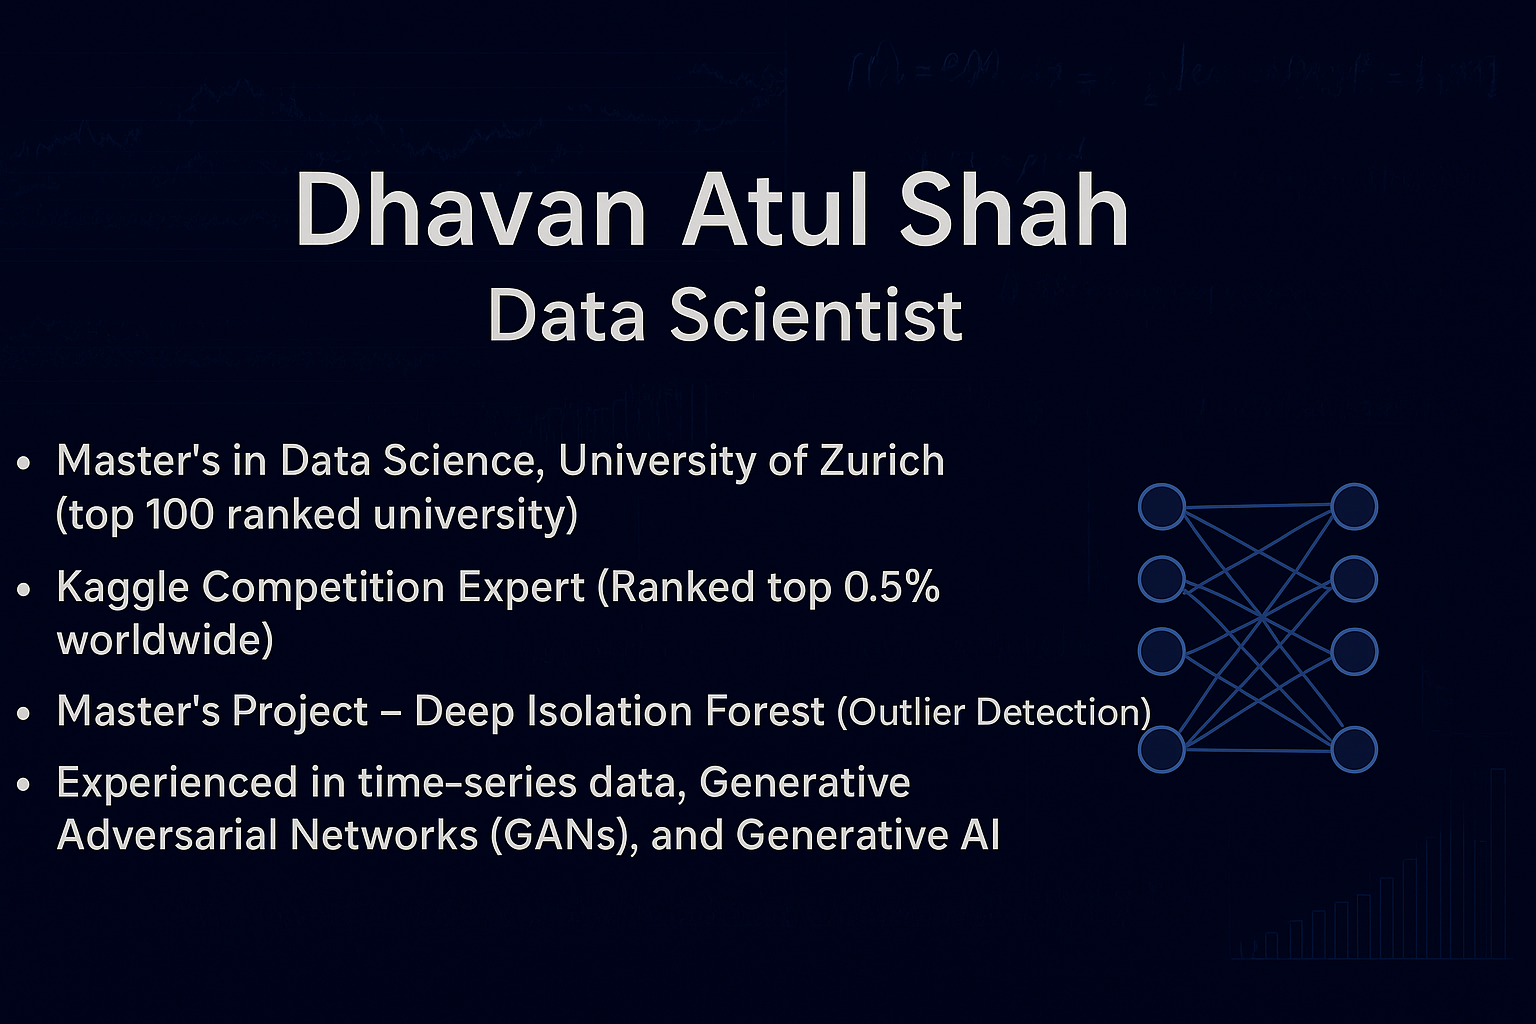 Dhavan Atul Shah
Data Scientist
• Master's in Data Science, University of Zurich
(top 100 ranked university)
• Kaggle Competition Expert (Ranked top 0.5%
worldwide)
• Master's Project – Deep Isolation Forest (Outlier Detection)
• Experienced in time-series data, Generative
Adversarial Networks (GANs), and Generative AI